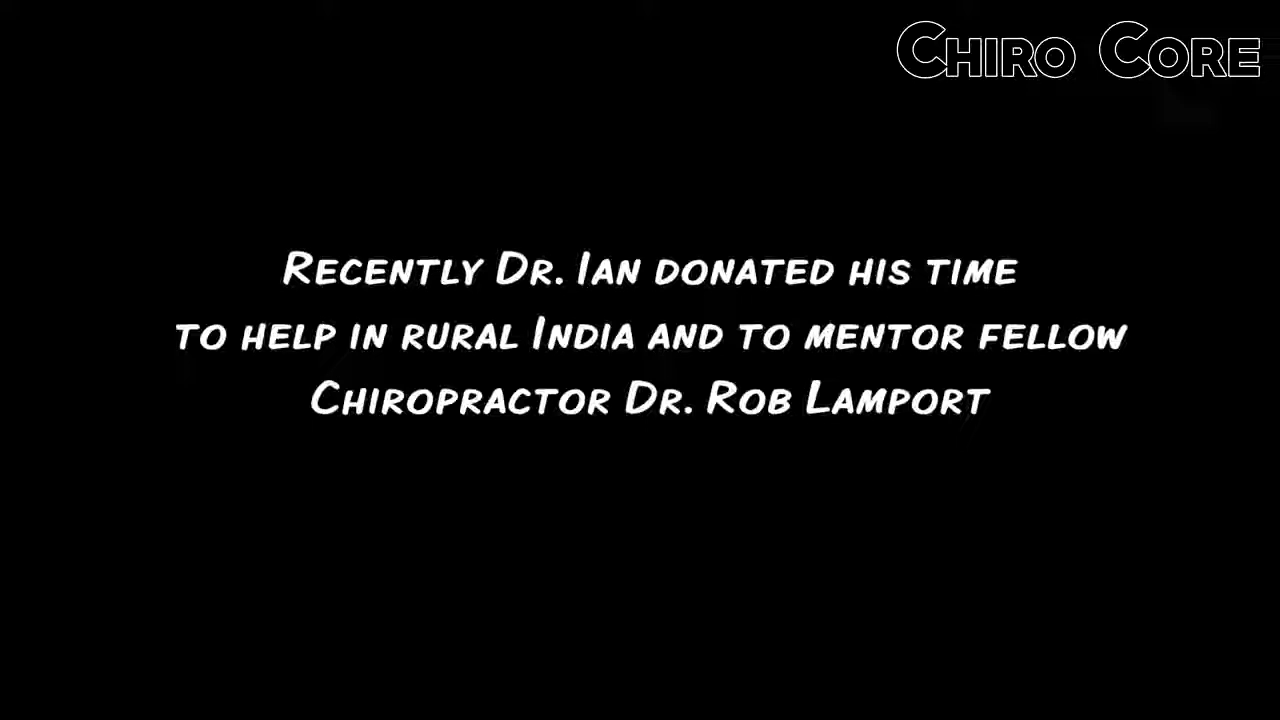 CHIRO CORE
RECENTLY DR. IAN DONATED HIS TIME
TO HELP IN RURAL INDIA AND TO MENTOR FELLOW
CHIROPRACTOR DR. ROB LAMPORT